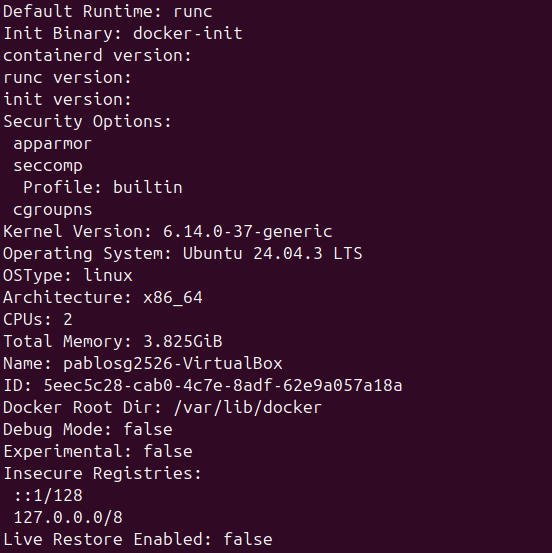 Default Runtime: runc
Init Binary: docker-init
containerd version:
runc version:
init version:
Security Options:
 apparmor
 seccomp
  Profile: builtin
 cgroupns
Kernel Version: 6.14.0-37-generic
Operating System: Ubuntu 24.04.3 LTS
OSType: linux
Architecture: x86_64
CPUs: 2
Total Memory: 3.825GiB
Name: pablosg2526-VirtualBox
ID: 5eec5c28-cab0-4c7e-8adf-62e9a057a18a
Docker Root Dir: /var/lib/docker
Debug Mode: false
Experimental: false
Insecure Registries:
 ::1/128
 127.0.0.0/8
Live Restore Enabled: false